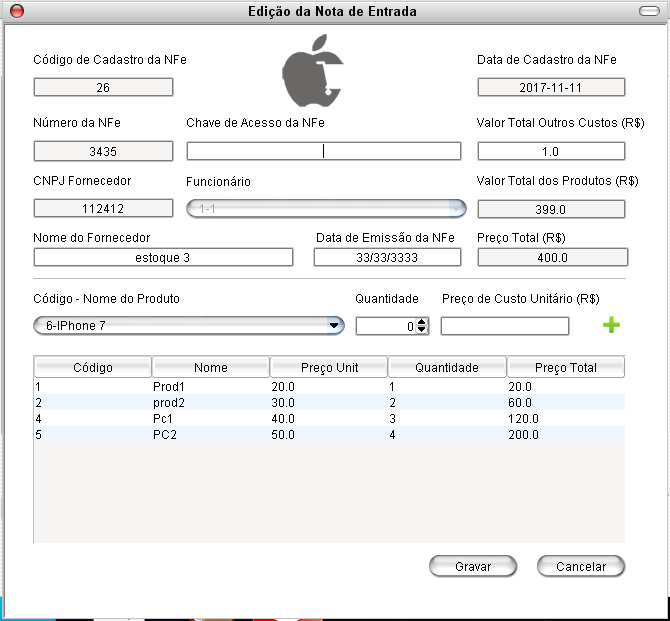 Edição da Nota de Entrada
Código de Cadastro da NFe Data de Cadastro da NFe
26 2017-11-11
Número da NFe Chave de Acesso da NFe Valor Total Outros Custos (R$)
3435 1.0
CNPJ Fornecedor Funcionário Valor Total dos Produtos (R$)
112412 1-1 399.0
Nome do Fornecedor Data de Emissão da NFe Preço Total (R$)
estoque 3 33/33/3333 400.0
Código - Nome do Produto Quantidade Preço de Custo Unitário (R$)
6-IPhone 7 0
Código Nome Preço Unit Quantidade Preço Total
1 Prod1 20.0 1 20.0
2 prod2 30.0 2 60.0
4 Pc1 40.0 3 120.0
5 PC2 50.0 4 200.0
Gravar Cancelar